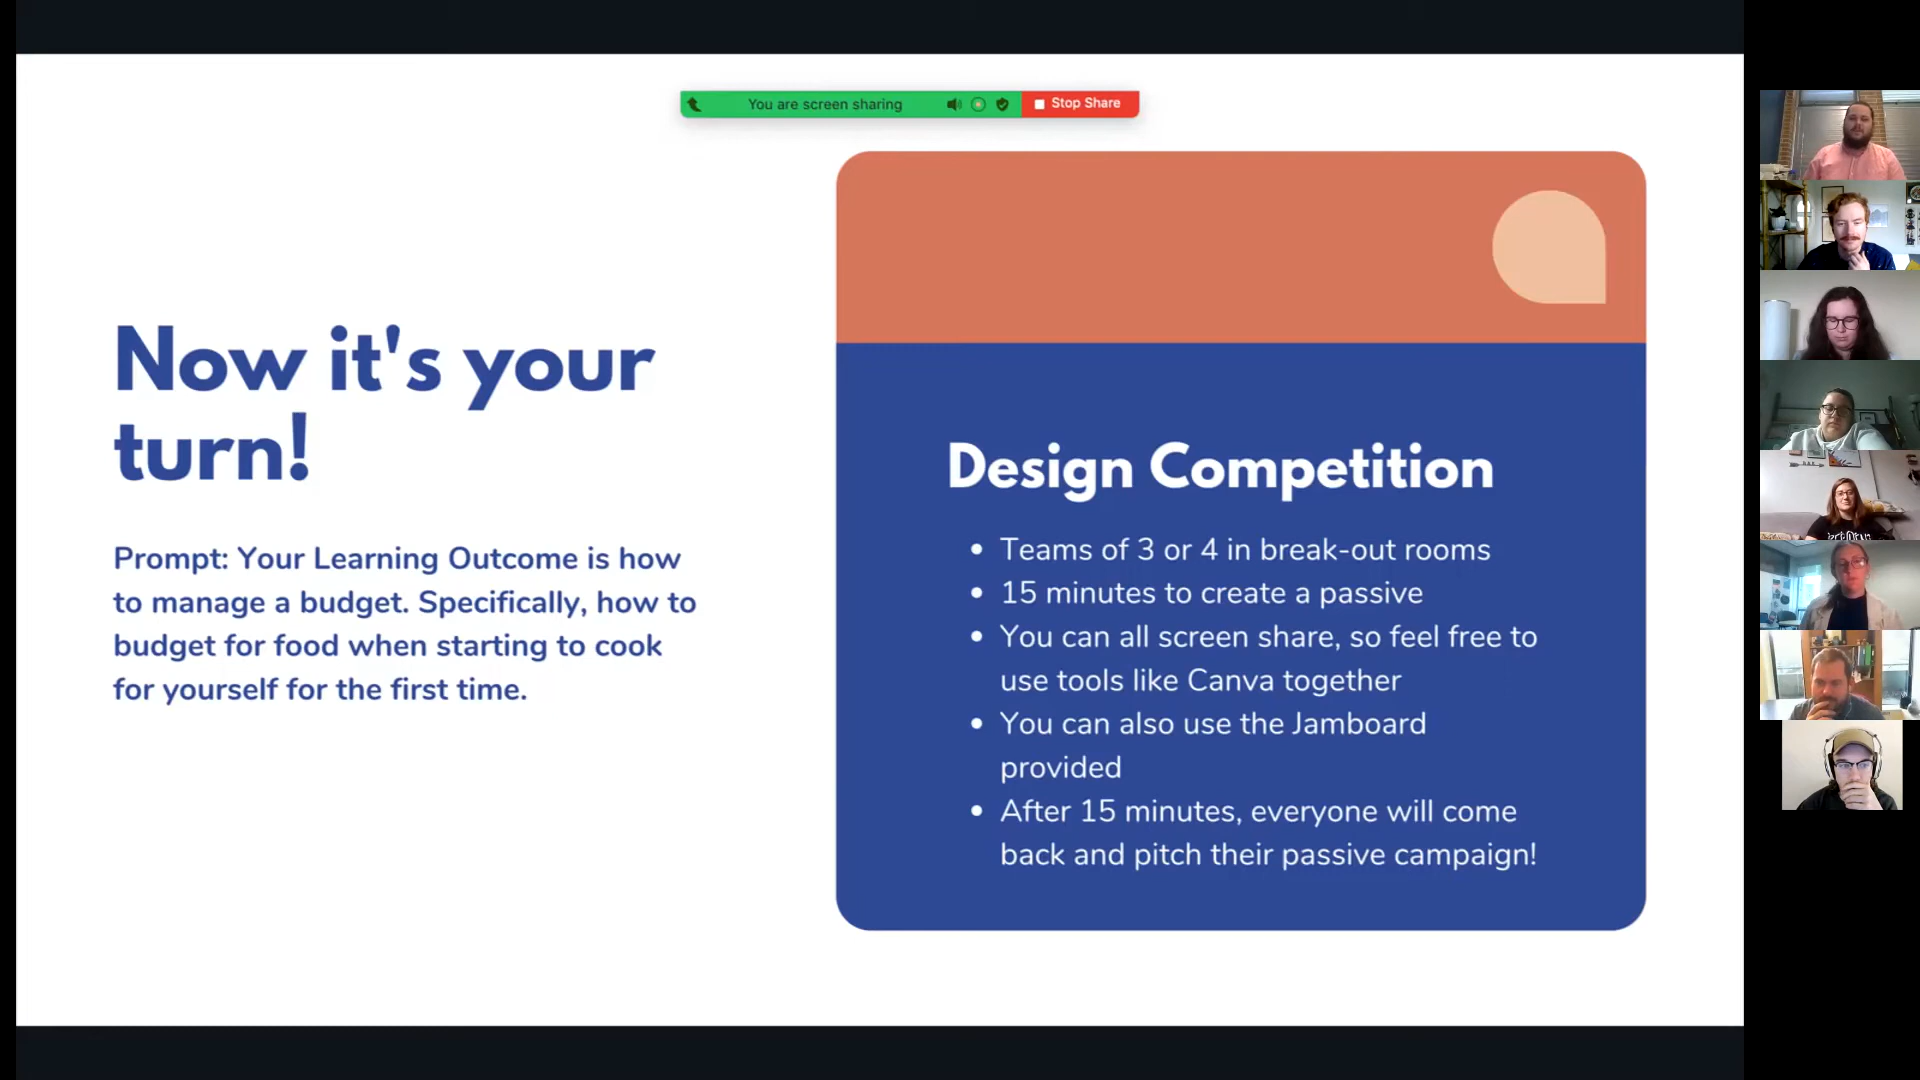 You are screen sharing
Stop Share
Now it's your
turn!
Prompt: Your Learning Outcome is how
to manage a budget. Specifically, how to
budget for food when starting to cook
for yourself for the first time.
Design Competition
• Teams of 3 or 4 in break-out rooms
• 15 minutes to create a passive
• You can all screen share, so feel free to
use tools like Canva together
• You can also use the Jamboard
provided
• After 15 minutes, everyone will come
back and pitch their passive campaign!